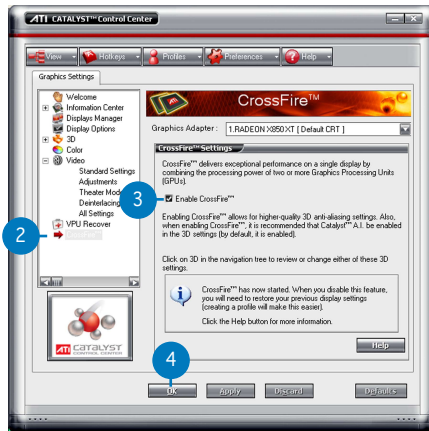 ATI CATALYST™ Control Center
View
Hotkeys
Profiles
Preferences
Help
Graphics Settings
Welcome
Information Center
Displays Manager
Display Options
3D
Color
Video
Standard Settings
Adjustments
Theater Mode
Deinterlacing
All Settings
VPU Recover
2
CrossFire™
ATI CATALYST
CONTROL CENTER
CrossFire™
Graphics Adapter :
1.RADEON X850XT [ Default CRT ]
CrossFire™ Settings
CrossFire™ delivers exceptional performance on a single display by
combining the processing power of two or more Graphics Processing Units
(GPUs).
3
Enable CrossFire™
Enabling CrossFire™ allows for higher-quality 3D anti-aliasing settings. Also,
when enabling CrossFire™, it is recommended that Catalyst™ A.I. be enabled
in the 3D settings (by default, it is enabled).
Click on 3D in the navigation tree to review or change either of these 3D
settings.
CrossFire™ has now started. When you disable this feature,
you will need to restore your previous display settings
(creating a profile will make this easier).
Click the Help button for more information.
Help
4
Ok
Apply
Discard
Defaults